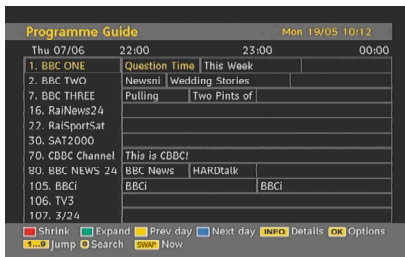 Programme Guide Mon 19/05 10:12
Thu 07/06 22:00 23:00 00:00
1. BBC ONE Question Time This Week
2. BBC TWO Newsni Wedding Stories
7. BBC THREE Pulling Two Pints of
16. RaiNews24
22. RaiSportSat
30. SAT2000
70. CBBC Channel This is CBBC!
80. BBC NEWS 24 BBC News HARDtalk
105. BBCi BBCi BBCi
106. TV3
107. 3/24
Shrink Expand Prev day Next day INFO Details OK Options
1...9 Jump 0 Search SWAP Now